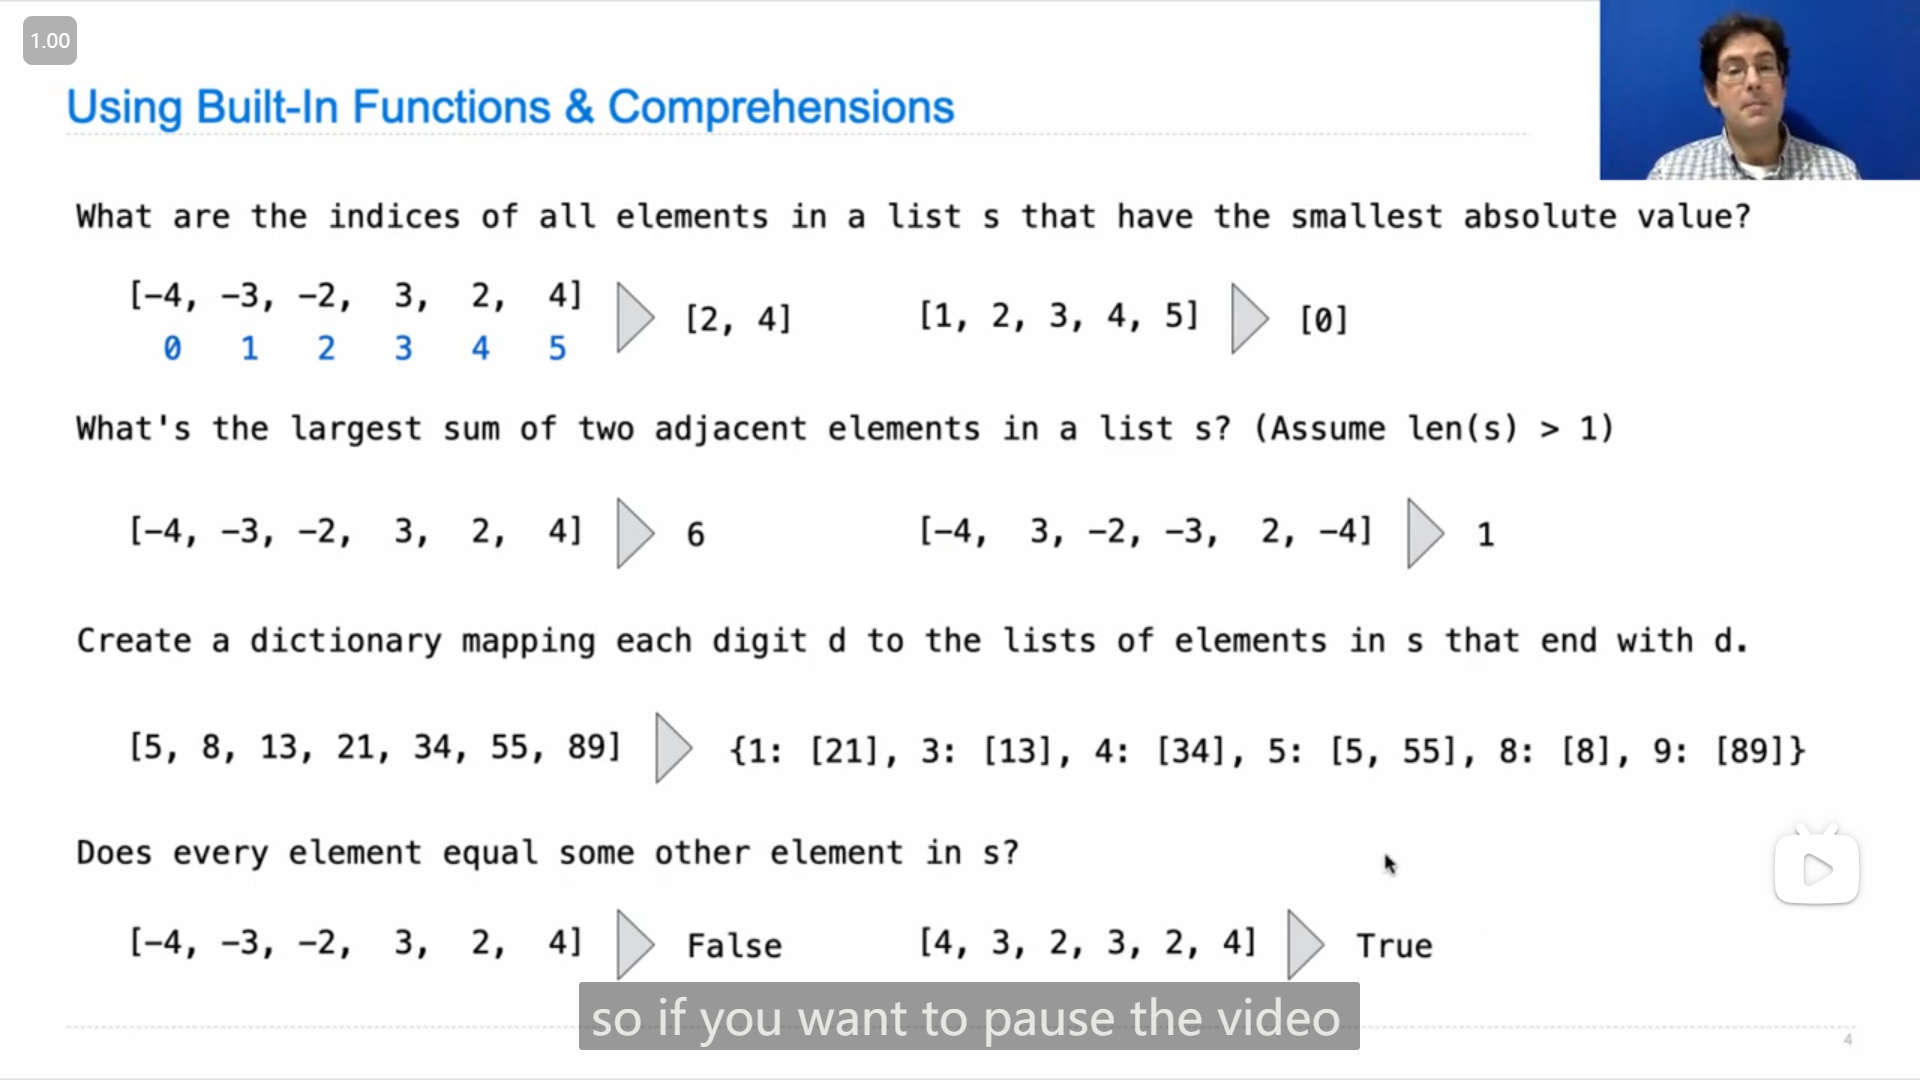 1.00
Using Built-In Functions & Comprehensions
What are the indices of all elements in a list s that have the smallest absolute value?
[−4, −3, −2, 3, 2, 4] [2, 4] [1, 2, 3, 4, 5] [0]
0 1 2 3 4 5
What's the largest sum of two adjacent elements in a list s? (Assume len(s) > 1)
[−4, −3, −2, 3, 2, 4] 6 [−4, 3, −2, −3, 2, −4] 1
Create a dictionary mapping each digit d to the lists of elements in s that end with d.
[5, 8, 13, 21, 34, 55, 89] {1: [21], 3: [13], 4: [34], 5: [5, 55], 8: [8], 9: [89]}
Does every element equal some other element in s?
[−4, −3, −2, 3, 2, 4] False [4, 3, 2, 3, 2, 4] True
so if you want to pause the video
4